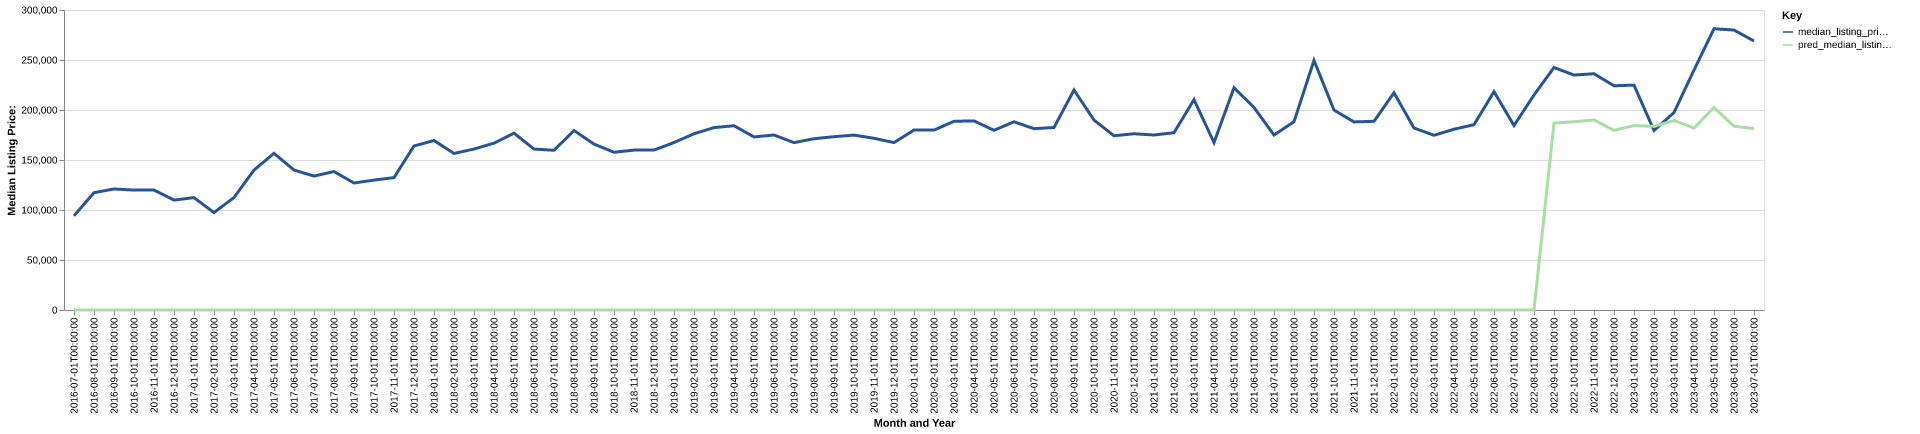 300,000
250,000
200,000
150,000
100,000
50,000
0
Median Listing Price:
2016-07-01T00:00:00
2016-08-01T00:00:00
2016-09-01T00:00:00
2016-10-01T00:00:00
2016-11-01T00:00:00
2016-12-01T00:00:00
2017-01-01T00:00:00
2017-02-01T00:00:00
2017-03-01T00:00:00
2017-04-01T00:00:00
2017-05-01T00:00:00
2017-06-01T00:00:00
2017-07-01T00:00:00
2017-08-01T00:00:00
2017-09-01T00:00:00
2017-10-01T00:00:00
2017-11-01T00:00:00
2017-12-01T00:00:00
2018-01-01T00:00:00
2018-02-01T00:00:00
2018-03-01T00:00:00
2018-04-01T00:00:00
2018-05-01T00:00:00
2018-06-01T00:00:00
2018-07-01T00:00:00
2018-08-01T00:00:00
2018-09-01T00:00:00
2018-10-01T00:00:00
2018-11-01T00:00:00
2018-12-01T00:00:00
2019-01-01T00:00:00
2019-02-01T00:00:00
2019-03-01T00:00:00
2019-04-01T00:00:00
2019-05-01T00:00:00
2019-06-01T00:00:00
2019-07-01T00:00:00
2019-08-01T00:00:00
2019-09-01T00:00:00
2019-10-01T00:00:00
2019-11-01T00:00:00
2019-12-01T00:00:00
2020-01-01T00:00:00
2020-02-01T00:00:00
2020-03-01T00:00:00
2020-04-01T00:00:00
2020-05-01T00:00:00
2020-06-01T00:00:00
2020-07-01T00:00:00
2020-08-01T00:00:00
2020-09-01T00:00:00
2020-10-01T00:00:00
2020-11-01T00:00:00
2020-12-01T00:00:00
2021-01-01T00:00:00
2021-02-01T00:00:00
2021-03-01T00:00:00
2021-04-01T00:00:00
2021-05-01T00:00:00
2021-06-01T00:00:00
2021-07-01T00:00:00
2021-08-01T00:00:00
2021-09-01T00:00:00
2021-10-01T00:00:00
2021-11-01T00:00:00
2021-12-01T00:00:00
2022-01-01T00:00:00
2022-02-01T00:00:00
2022-03-01T00:00:00
2022-04-01T00:00:00
2022-05-01T00:00:00
2022-06-01T00:00:00
2022-07-01T00:00:00
2022-08-01T00:00:00
2022-09-01T00:00:00
2022-10-01T00:00:00
2022-11-01T00:00:00
2022-12-01T00:00:00
2023-01-01T00:00:00
2023-02-01T00:00:00
2023-03-01T00:00:00
2023-04-01T00:00:00
2023-05-01T00:00:00
2023-06-01T00:00:00
2023-07-01T00:00:00
Month and Year
Key
median_listing_pri…
pred_median_listin…